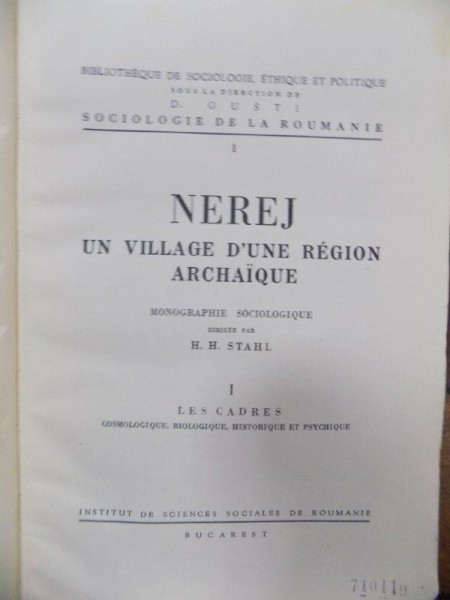 BIBLIOTHÈQUE DE SOCIOLOGIE, ÉTHIQUE ET POLITIQUE
SOUS LA DIRECTION DE
D. GUSTI
SOCIOLOGIE DE LA ROUMANIE
1
NEREJ
UN VILLAGE D'UNE RÉGION
ARCHAÏQUE
MONOGRAPHIE SOCIOLOGIQUE
DIRIGÉE PAR
H. H. STAHL
I
LES CADRES
COSMOLOGIQUE, BIOLOGIQUE, HISTORIQUE ET PSYCHIQUE
INSTITUT DE SCIENCES SOCIALES DE ROUMANIE
BUCAREST
710119